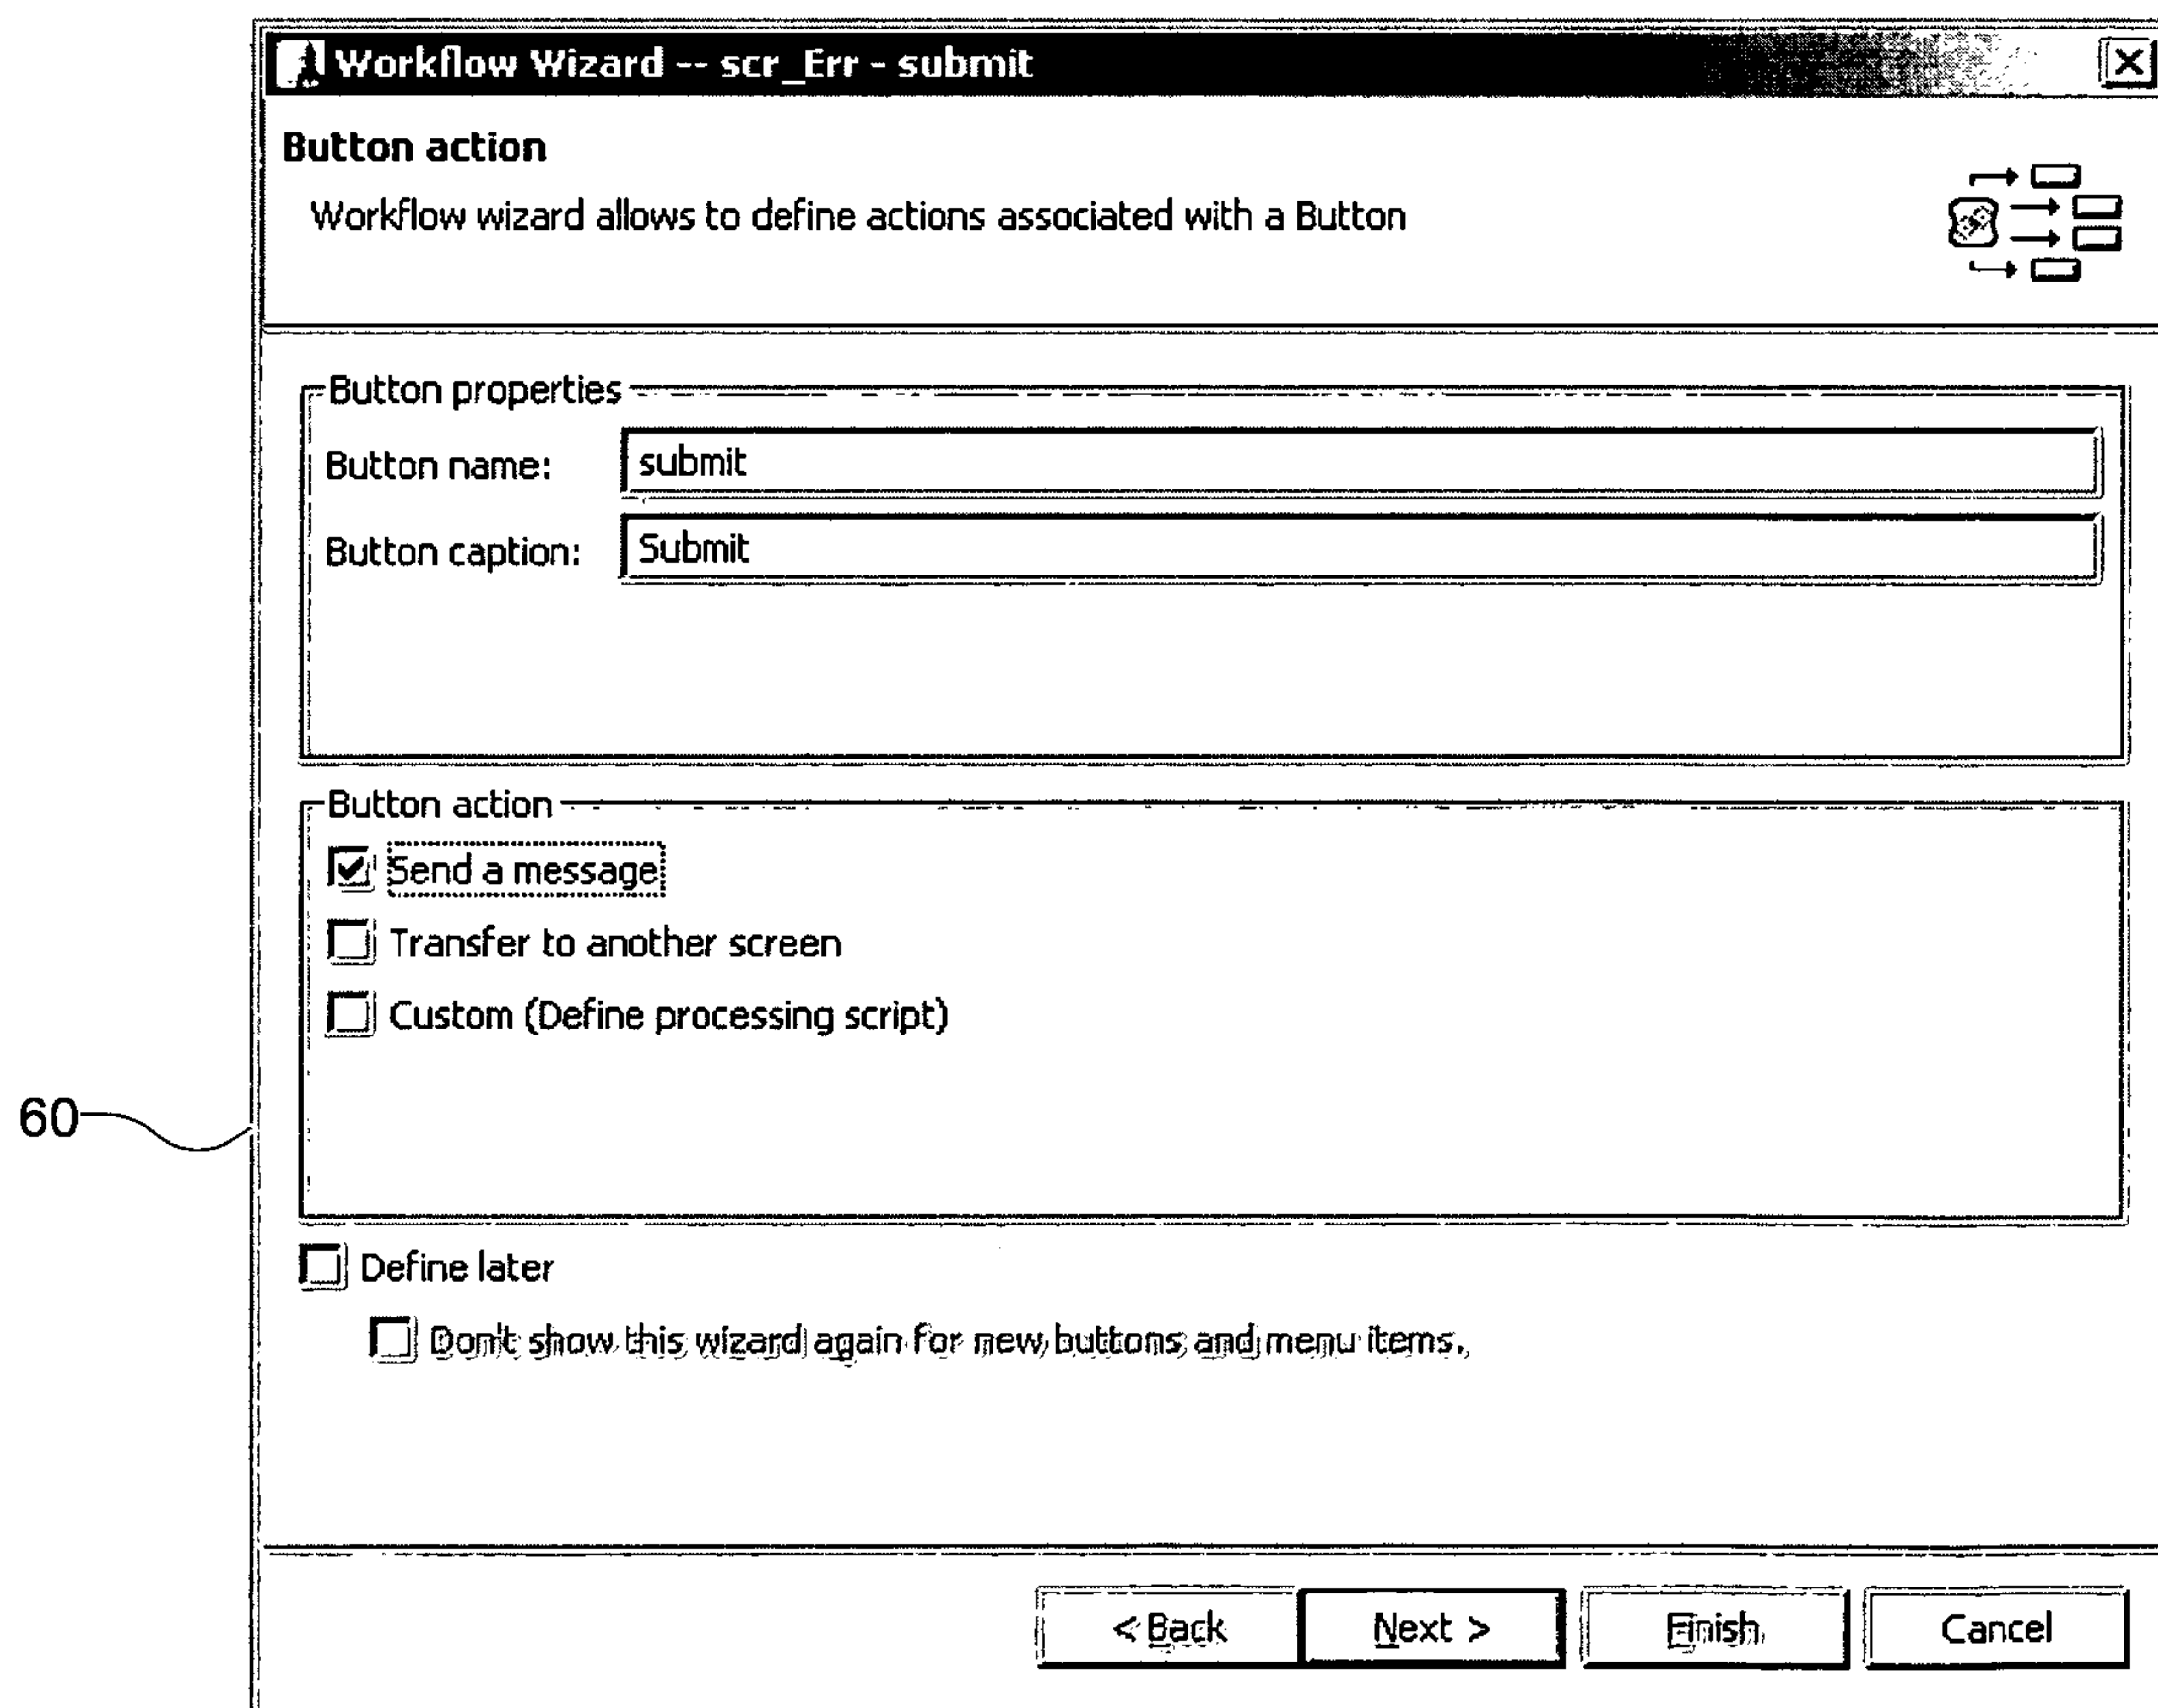 Workflow Wizard -- scr_Err - submit
Button action
Workflow wizard allows to define actions associated with a Button
Button properties
Button name: submit
Button caption: Submit
Button action
Send a message
Transfer to another screen
Custom (Define processing script)
60
Define later
Don't show this wizard again for new buttons and menu items.
< Back Next > Finish Cancel